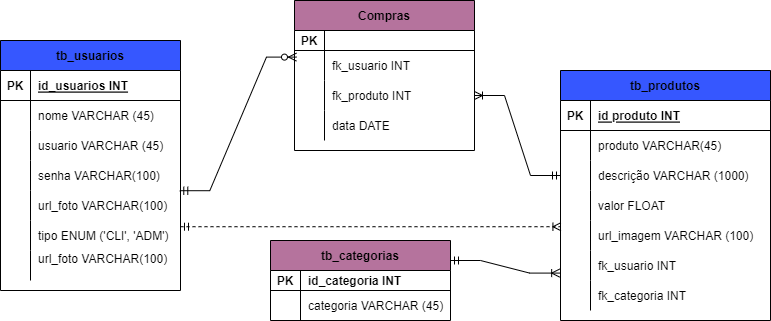 Compras
PK
fk_usuario INT
fk_produto INT
data DATE
tb_usuarios
PK id_usuarios INT
nome VARCHAR (45)
usuario VARCHAR (45)
senha VARCHAR(100)
url_foto VARCHAR(100)
tipo ENUM ('CLI', 'ADM')
url_foto VARCHAR(100)
tb_produtos
PK id_produto INT
produto VARCHAR(45)
descrição VARCHAR (1000)
valor FLOAT
url_imagem VARCHAR (100)
fk_usuario INT
fk_categoria INT
tb_categorias
PK id_categoria INT
categoria VARCHAR (45)